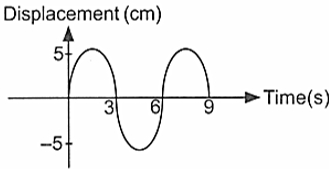 Displacement (cm)
5
3 6 9 Time(s)
−5